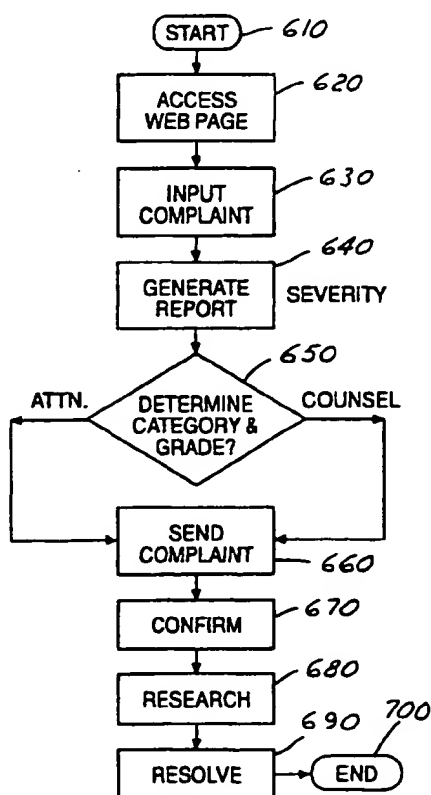 START 610
620
ACCESS
WEB PAGE
630
INPUT
COMPLAINT
640
GENERATE
REPORT
SEVERITY
650
ATTN.
DETERMINE
CATEGORY &
GRADE?
COUNSEL
SEND
COMPLAINT
660
670
CONFIRM
680
RESEARCH
690
700
RESOLVE
END